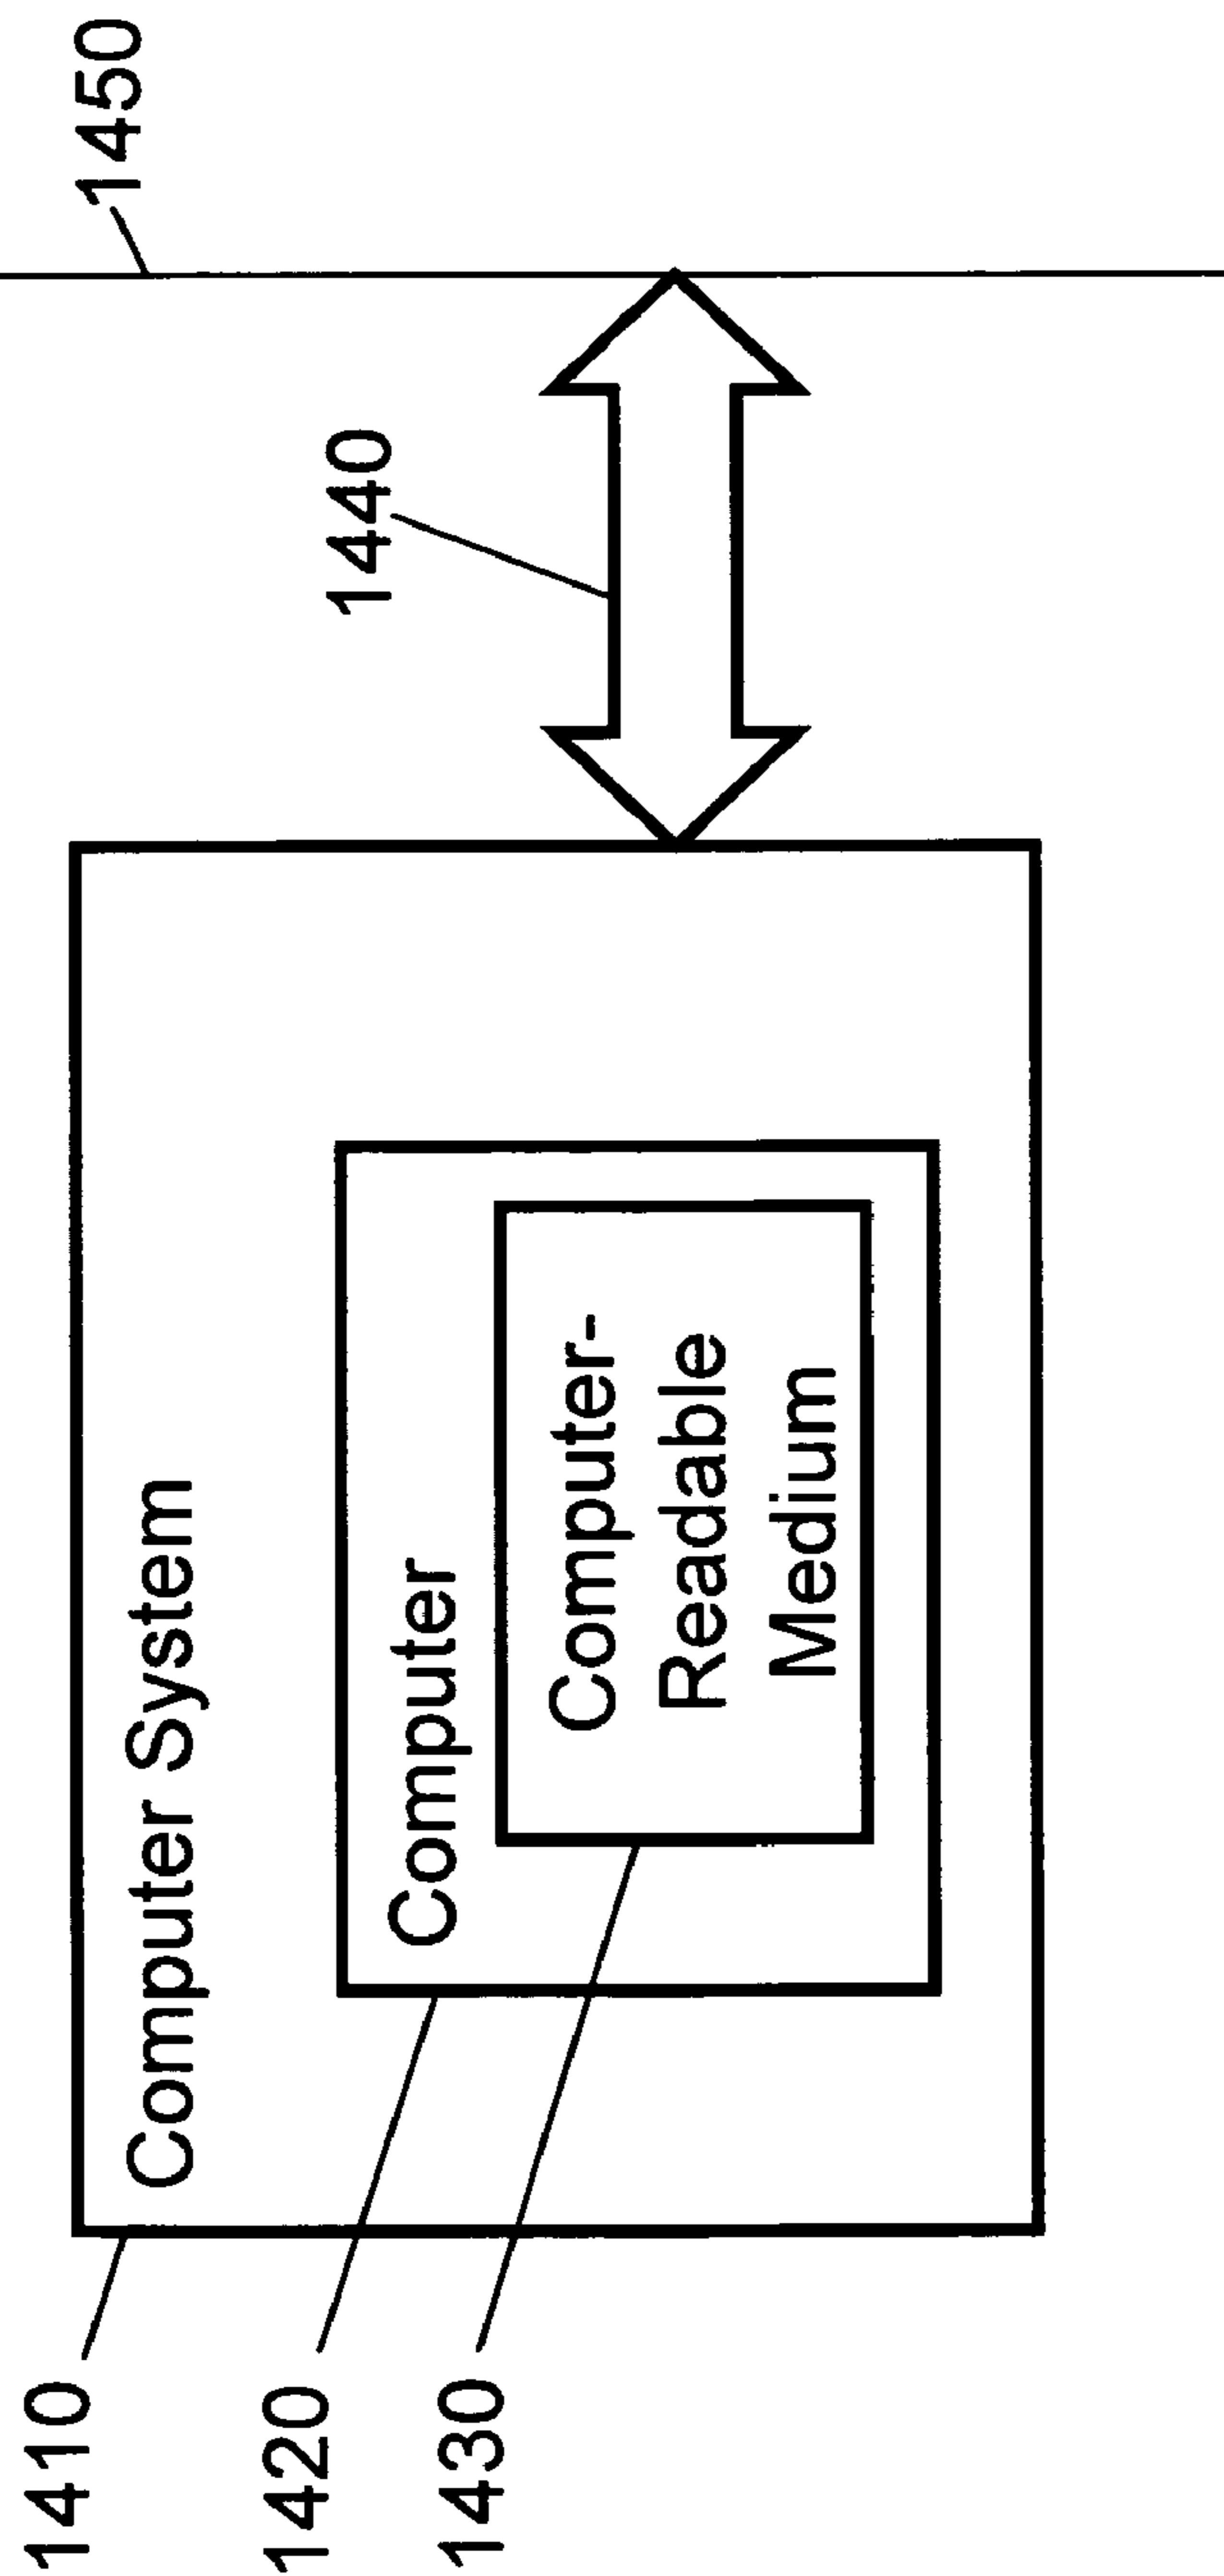 1410
Computer System
1420
Computer
1430
Computer-
Readable
Medium
1440
1450